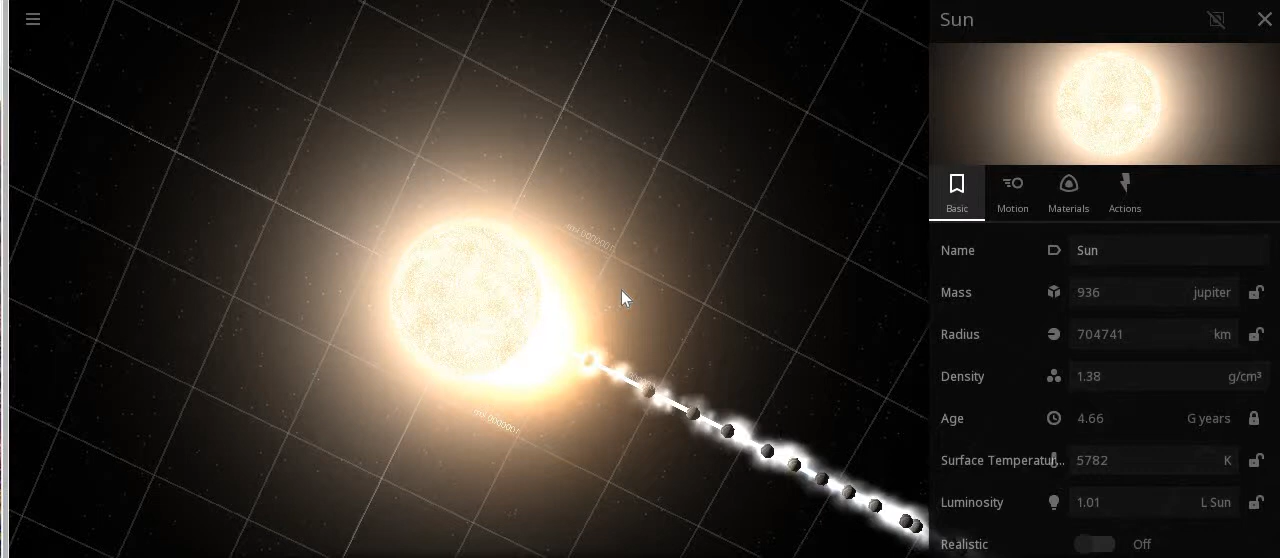 Sun
Basic
Motion
Materials
Actions
Name
Sun
Mass
936
jupiter
Radius
704741
km
Density
1.38
g/cm³
Age
4.66
G years
Surface Temperatur...
5782
K
Luminosity
1.01
L Sun
Realistic
Off